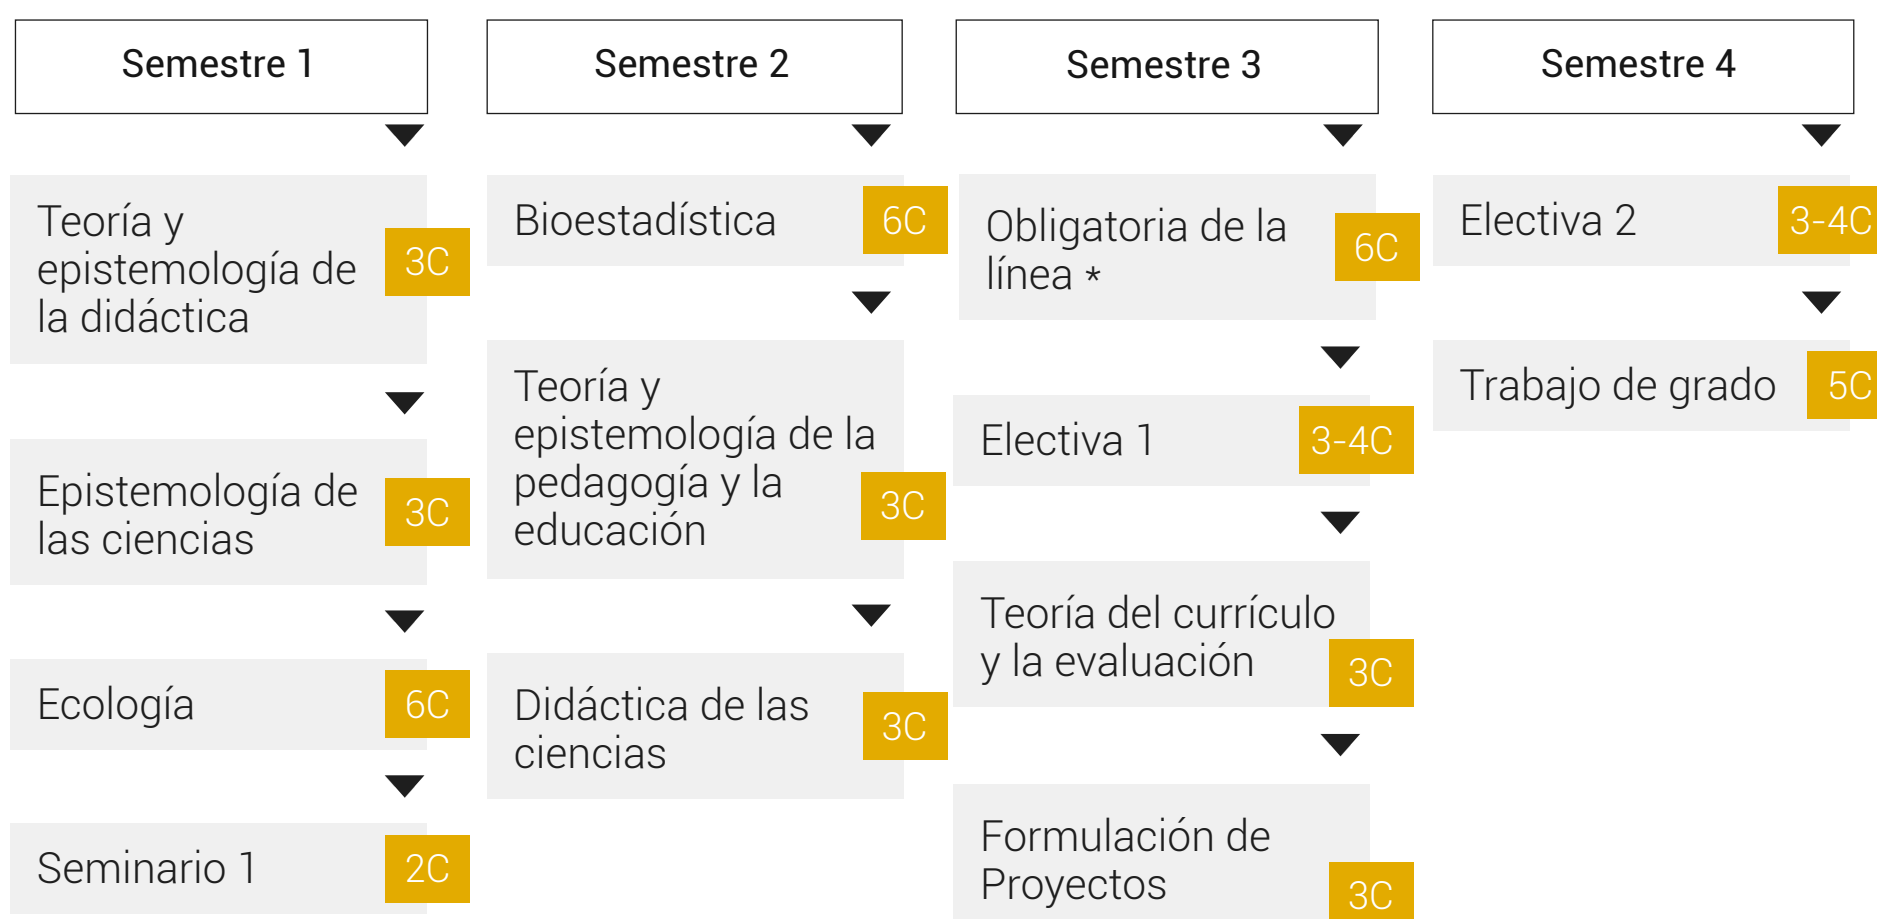 Semestre 1
Teoría y
epistemología de
la didáctica
3C
Epistemología de
las ciencias
3C
Ecología
6C
Seminario 1
2C
Semestre 2
Bioestadística
6C
Teoría y
epistemología de la
pedagogía y la
educación
3C
Didáctica de las
ciencias
3C
Semestre 3
Obligatoria de la
línea *
6C
Electiva 1
3-4C
Teoría del currículo
y la evaluación
3C
Formulación de
Proyectos
3C
Semestre 4
Electiva 2
3-4C
Trabajo de grado
5C